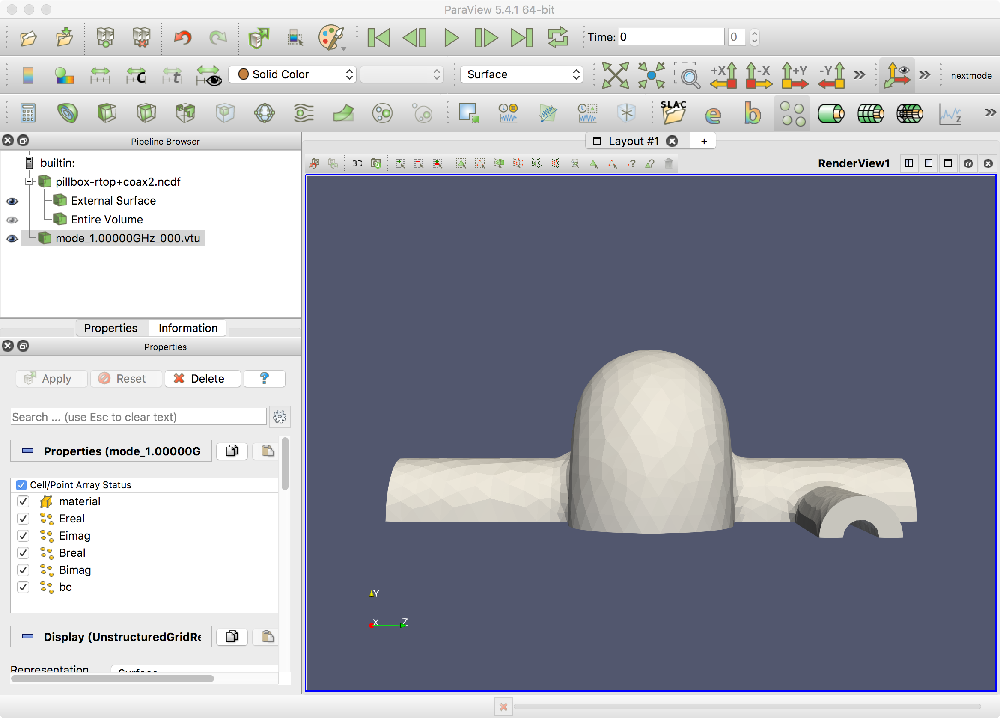 ParaView 5.4.1 64-bit
Time: 0 0
C t Solid Color Surface +X -X +Y -Y » » nextmode
SLAC e b z »
Pipeline Browser
Layout #1 +
builtin:
3D ? ? RenderView1
pillbox-rtop+coax2.ncdf
External Surface
Entire Volume
mode_1.00000GHz_000.vtu
Properties Information
Properties
Apply Reset Delete ?
Search ... (use Esc to clear text)
Properties (mode_1.00000G
Cell/Point Array Status
material
Ereal
Eimag
Breal
Bimag
bc
Display (UnstructuredGridRe
Representation Surface
Y
X Z